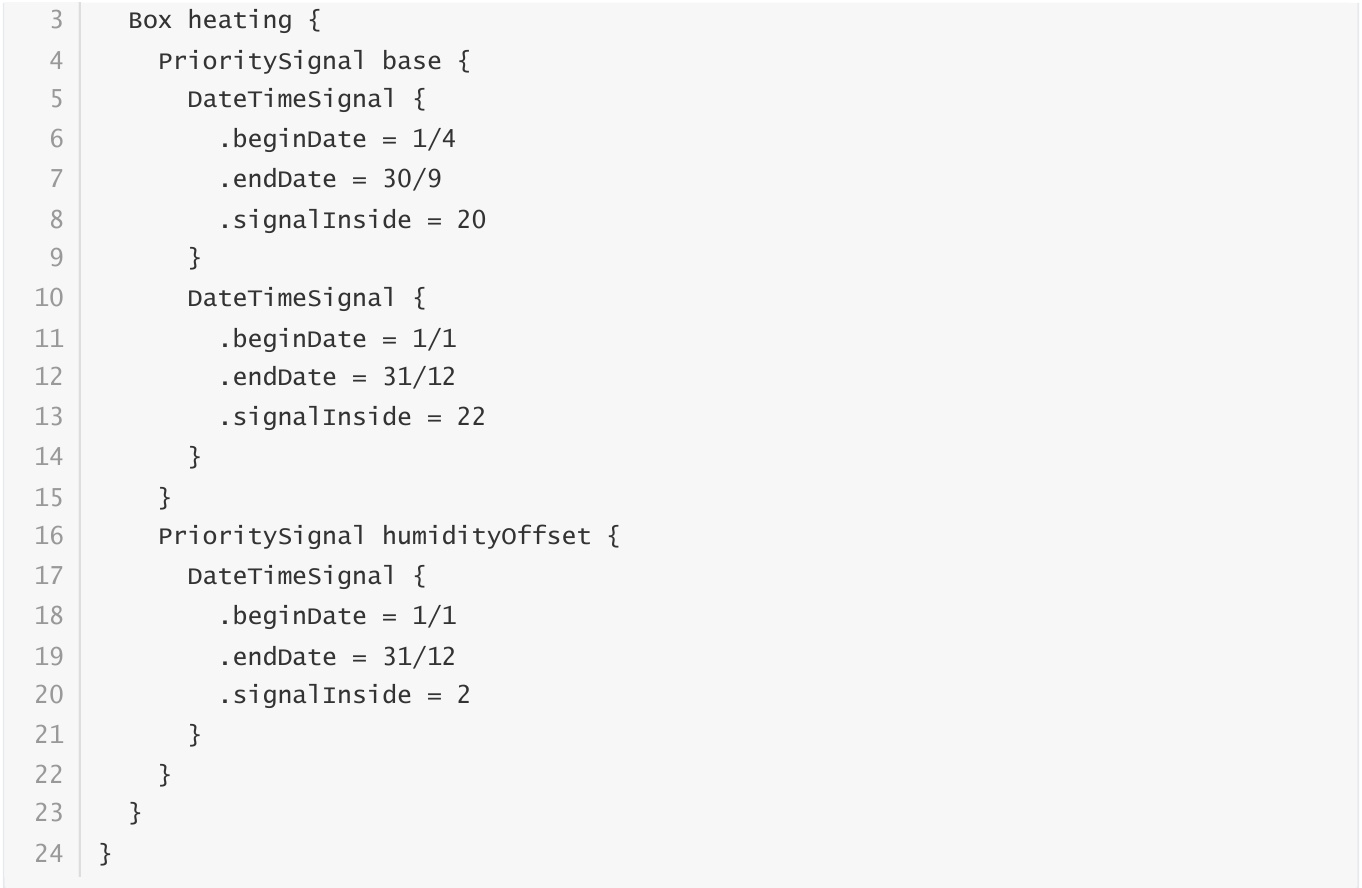 3 Box heating {
4 PrioritySignal base {
5 DateTimeSignal {
6 .beginDate = 1/4
7 .endDate = 30/9
8 .signalInside = 20
9 }
10 DateTimeSignal {
11 .beginDate = 1/1
12 .endDate = 31/12
13 .signalInside = 22
14 }
15 }
16 PrioritySignal humidityOffset {
17 DateTimeSignal {
18 .beginDate = 1/1
19 .endDate = 31/12
20 .signalInside = 2
21 }
22 }
23 }
24 }